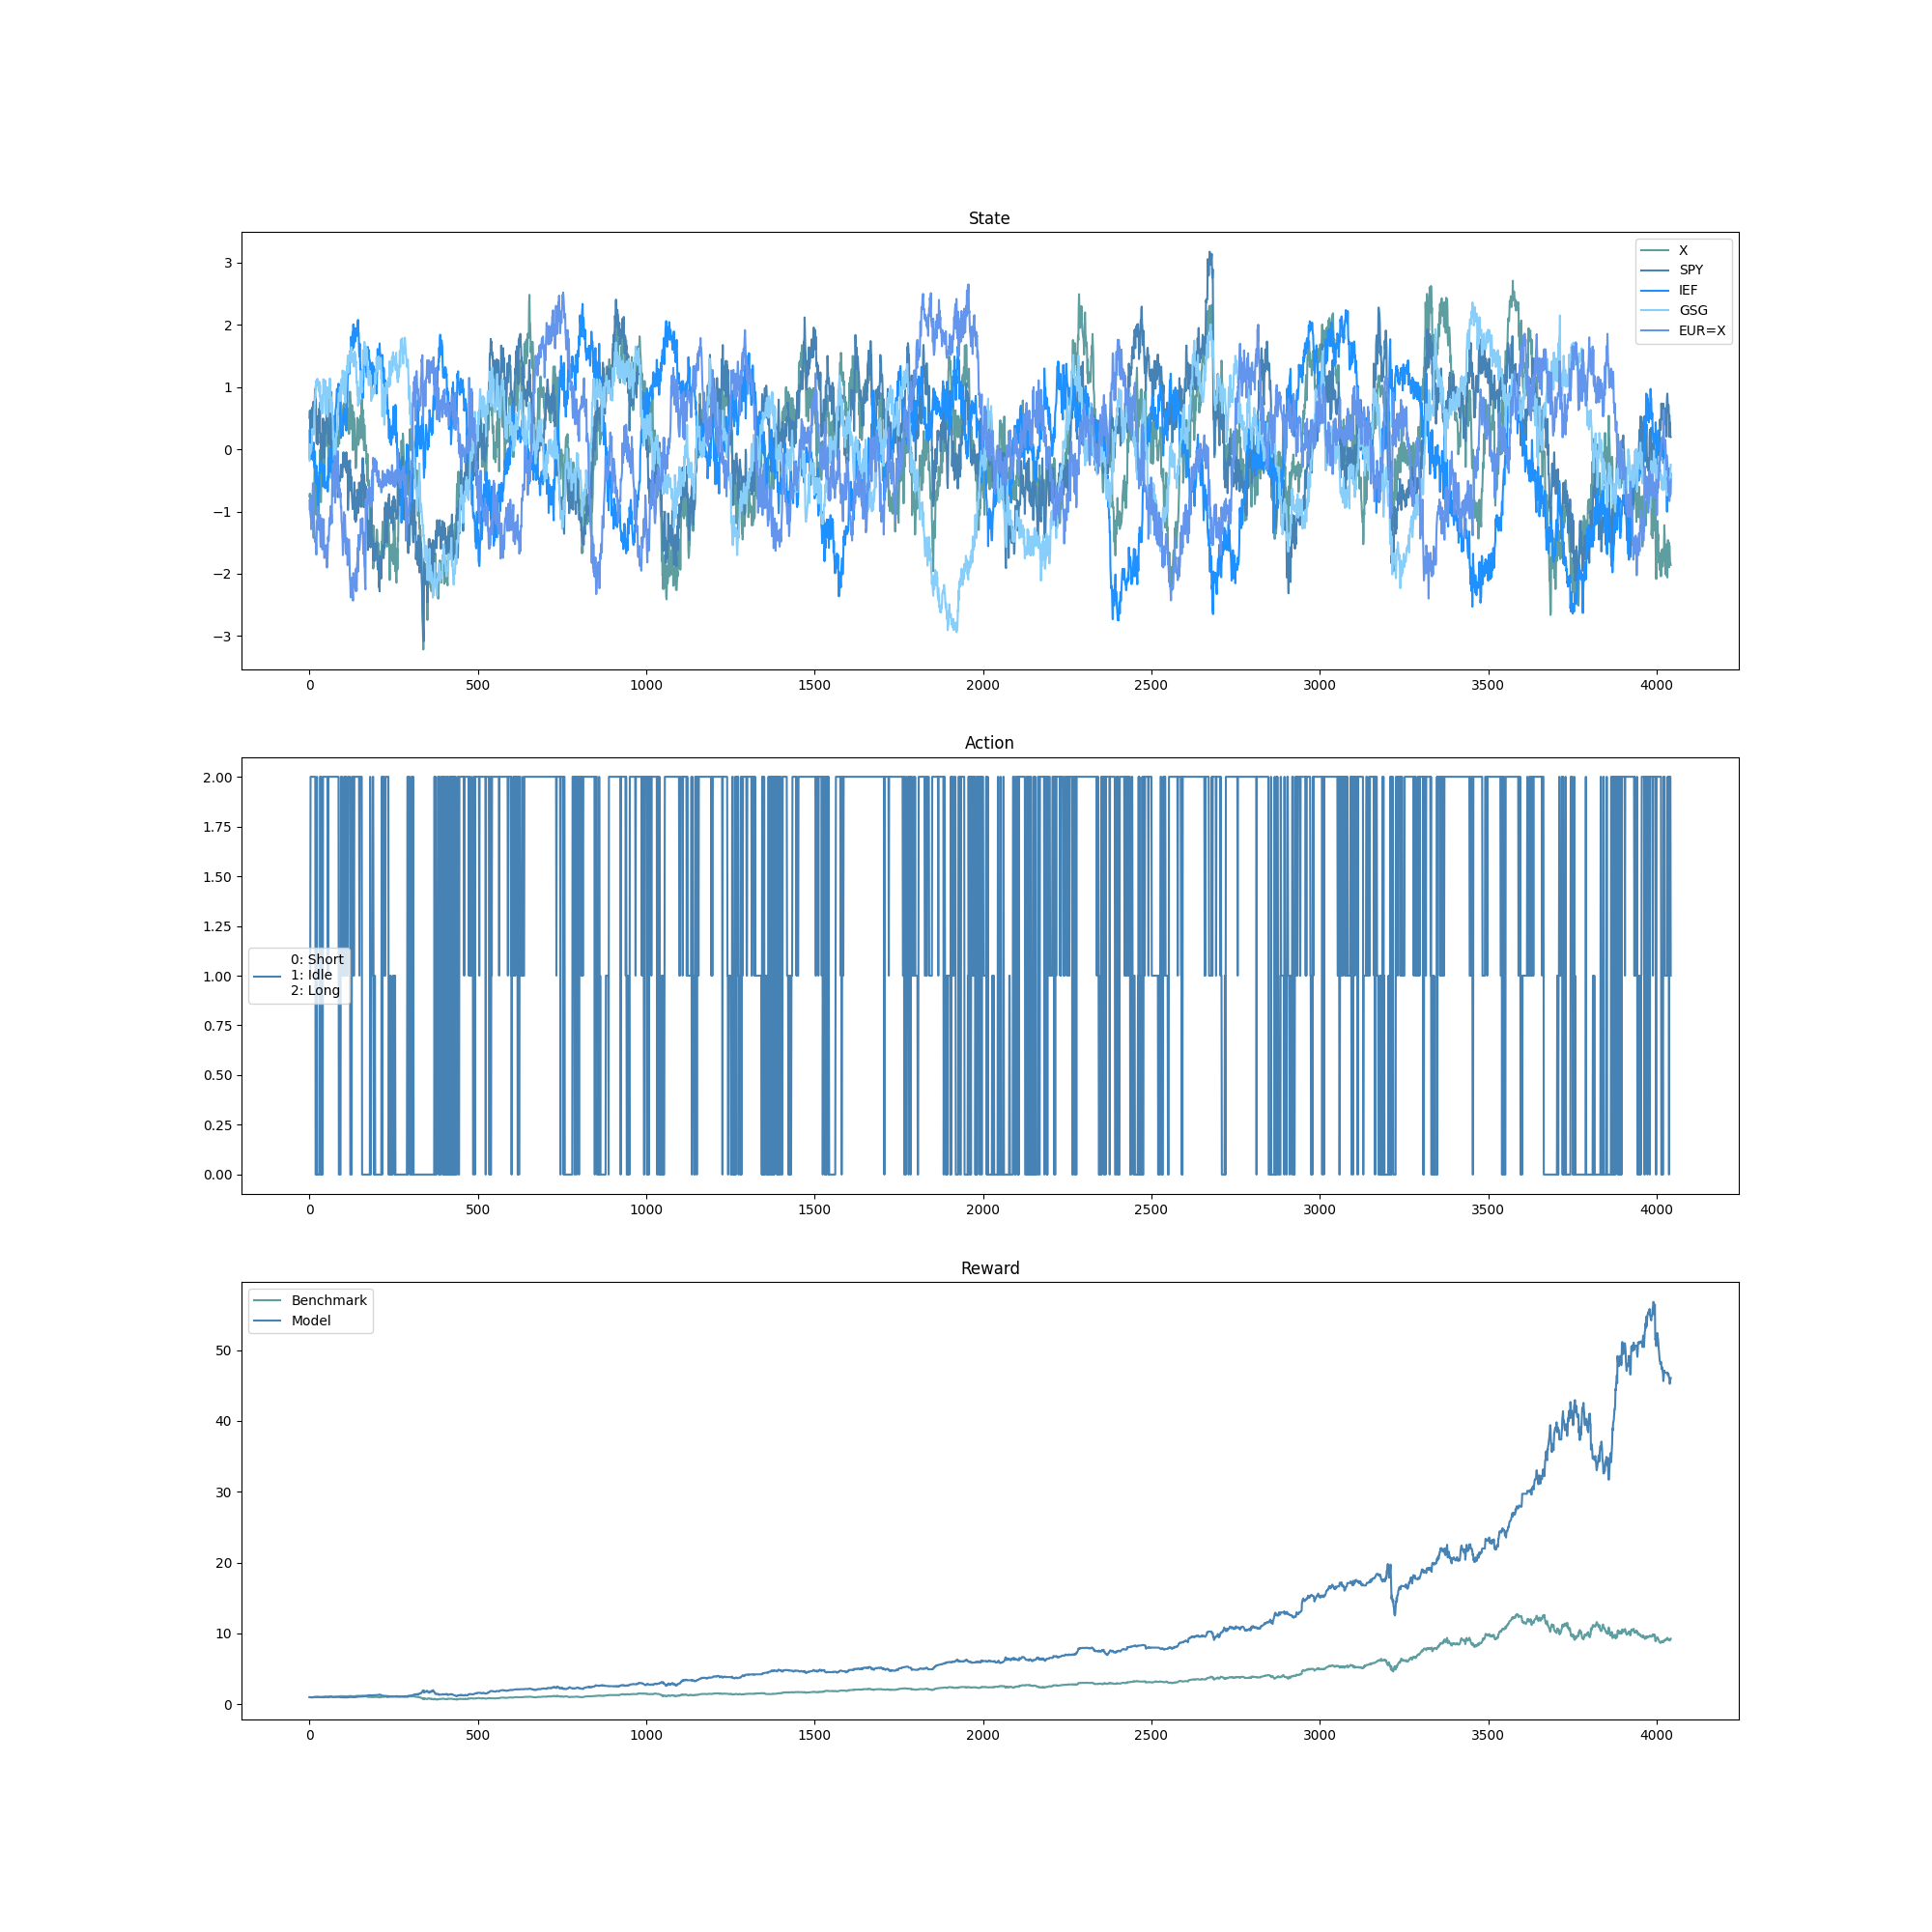 State
3
2
1
0
−1
−2
−3
X
SPY
IEF
GSG
EUR=X
0 500 1000 1500 2000 2500 3000 3500 4000
Action
2.00
1.75
1.50
1.25
1.00
0.75
0.50
0.25
0.00
0: Short
1: Idle
2: Long
0 500 1000 1500 2000 2500 3000 3500 4000
Reward
Benchmark
Model
50
40
30
20
10
0
0 500 1000 1500 2000 2500 3000 3500 4000